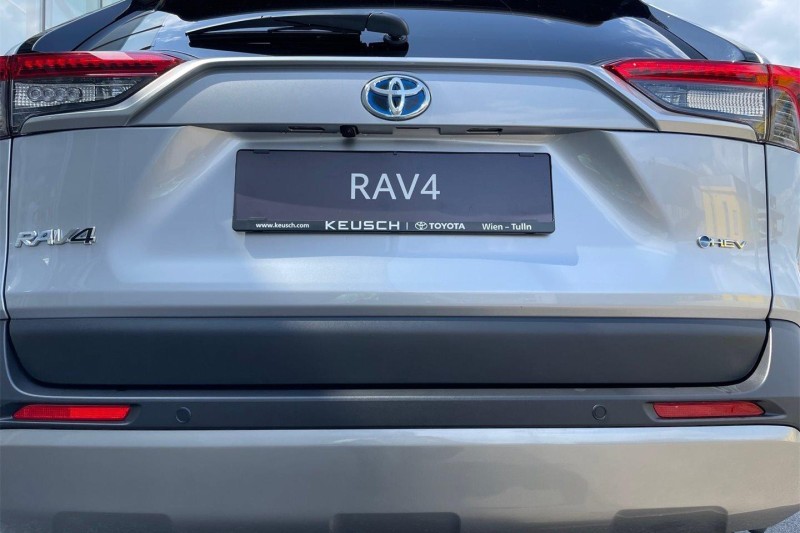 RAV4
www.keusch.com KEUSCH | TOYOTA Wien - Tulln
RAV4
HEV